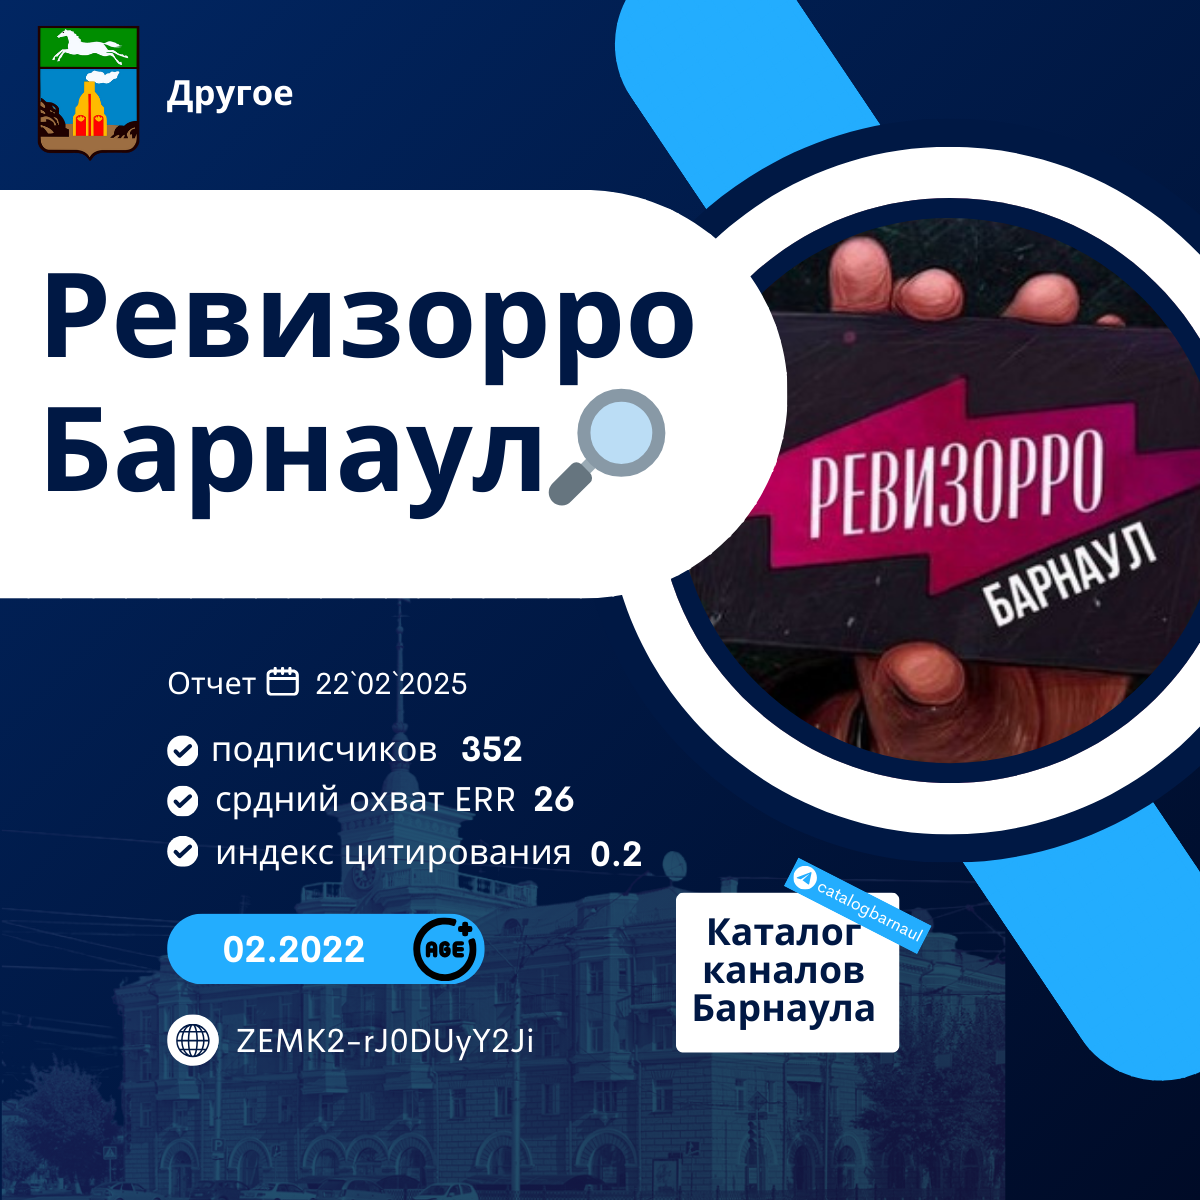 Другое
Ревизорро
Барнаул
РЕВИЗОРРО
БАРНАУЛ
Отчет 22`02`2025
подписчиков 352
срдний охват ERR 26
индекс цитирования 0.2
02.2022 AGE+
ZEMK2-rJ0DUyY2Ji
catalogbarnaul
Каталог
каналов
Барнаула